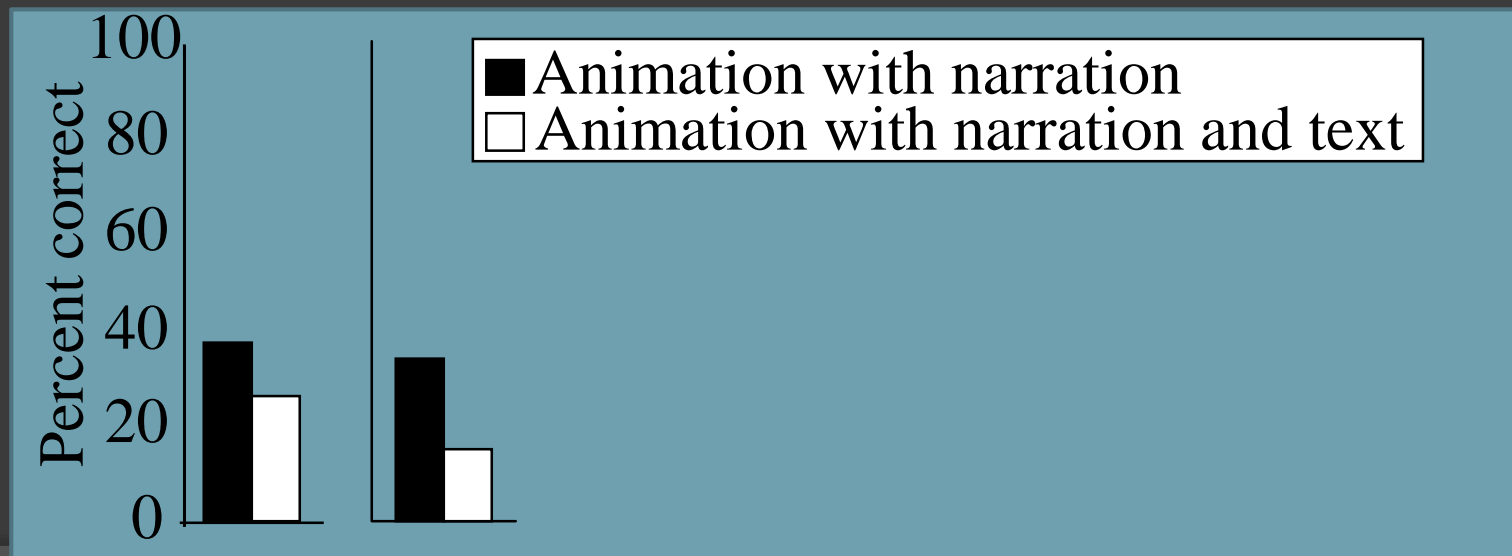 100
80
60
40
20
0
Percent correct
Animation with narration
Animation with narration and text